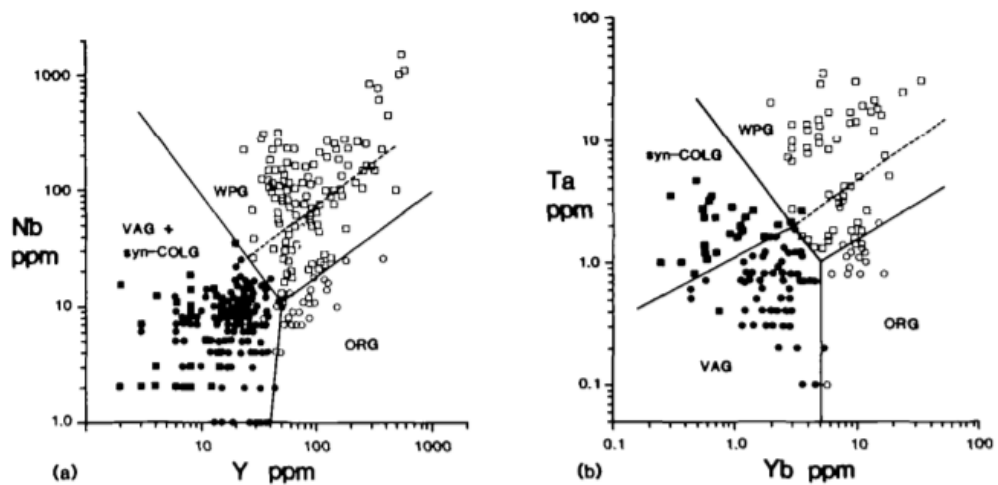 1000
100
10
1.0
Nb
ppm
WPG
VAG +
syn-COLG
ORG
10
100
1000
(a)
Y ppm
100
10
1.0
0.1
Ta
ppm
WPG
syn-COLG
VAG
ORG
0.1
1.0
10
100
(b)
Yb ppm